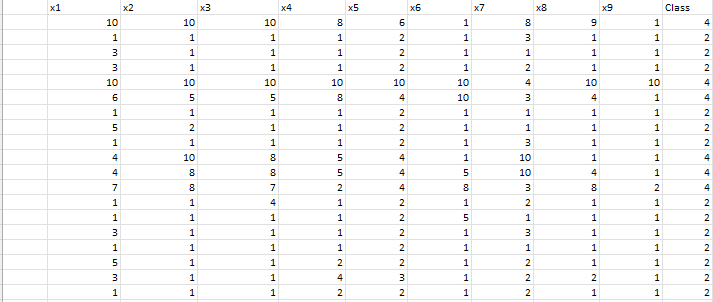 x1 x2 x3 x4 x5 x6 x7 x8 x9 Class
10 10 10 8 6 1 8 9 1 4
1 1 1 1 2 1 3 1 1 2
3 1 1 1 2 1 1 1 1 2
3 1 1 1 2 1 2 1 1 2
10 10 10 10 10 10 4 10 10 4
6 5 5 8 4 10 3 4 1 4
1 1 1 1 2 1 1 1 1 2
5 2 1 1 2 1 1 1 1 2
1 1 1 1 2 1 3 1 1 2
4 10 8 5 4 1 10 1 1 4
4 8 8 5 4 5 10 4 1 4
7 8 7 2 4 8 3 8 2 4
1 1 4 1 2 1 2 1 1 2
1 1 1 1 2 5 1 1 1 2
3 1 1 1 2 1 3 1 1 2
1 1 1 1 2 1 1 1 1 2
5 1 1 2 2 1 2 1 1 2
3 1 1 4 3 1 2 2 1 2
1 1 1 2 2 1 2 1 1 2